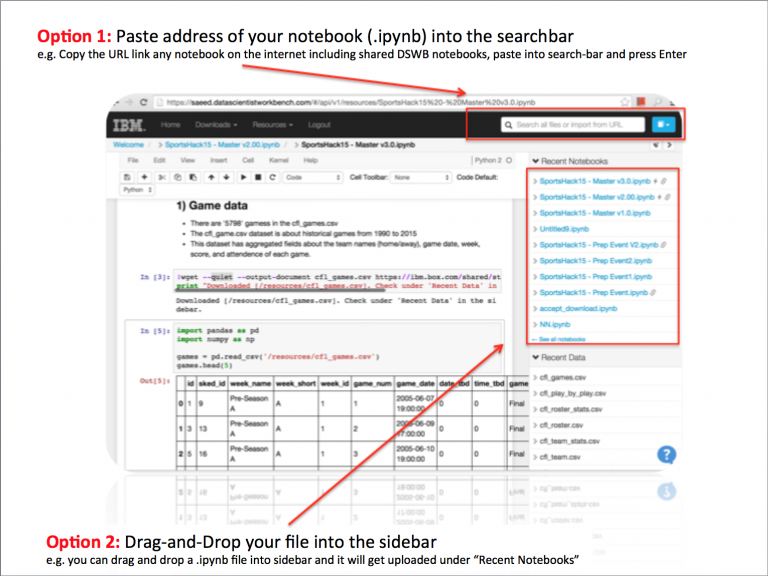 Option 1: Paste address of your notebook (.ipynb) into the searchbar
e.g. Copy the URL link any notebook on the internet including shared DSWB notebooks, paste into search-bar and press Enter
https://saeed.datascientistworkbench.com/#/api/v1/resources/SportsHack15%20-%20Master%20v3.0.ipynb
IBM. Home Downloads Resources Logout Search all files or import from URL
Welcome / > SportsHack15 - Master v2.00.ipynb / > SportsHack15 - Master v3.0.ipynb
File Edit View Insert Cell Kernel Help Python 2
Code Cell Toolbar: None Code Default:
Python
1) Game data
• There are '5798' gamess in the cfl_games.csv
• The cfl_game.csv dataset is about historical games from 1990 to 2015
• This dataset has aggregated fields about the team names (home/away), game date, week,
score, and attendence of each game.
In [3]: !wget --quiet --output-document cfl_games.csv https://ibm.box.com/shared/st
print "Downloaded [/resources/cfl_games.csv]. Check under 'Recent Data' in
Downloaded [/resources/cfl_games.csv]. Check under 'Recent Data' in the si
debar.
In [5]: import pandas as pd
import numpy as np
games = pd.read_csv('/resources/cfl_games.csv')
games.head(5)
Out[5]: id sked_id week_name week_short week_id game_num game_date date_tbd time_tbd game
0 1 9 Pre-Season A A 1 1 2005-06-07 19:00:00 0 0 Final
1 3 13 Pre-Season A A 1 2 2005-06-09 0 0 Final
2 5 16 Pre-Season A A 1 3 2005-06-10 19:00:00 0 0 Final
Recent Notebooks
> SportsHack15 - Master v3.0.ipynb
> SportsHack15 - Master v2.00.ipynb
> SportsHack15 - Master v1.0.ipynb
> Untitled9.ipynb
> SportsHack15 - Prep Event V2.ipynb
> SportsHack15 - Prep Event2.ipynb
> SportsHack15 - Prep Event1.ipynb
> SportsHack15 - Prep Event.ipynb
> accept_download.ipynb
> NN.ipynb
See all notebooks
Recent Data
> cfl_games.csv
> cfl_play_by_play.csv
> cfl_roster_stats.csv
> cfl_roster.csv
> cfl_team_stats.csv
> cfl_team.csv
?
Option 2: Drag-and-Drop your file into the sidebar
e.g. you can drag and drop a .ipynb file into sidebar and it will get uploaded under “Recent Notebooks”